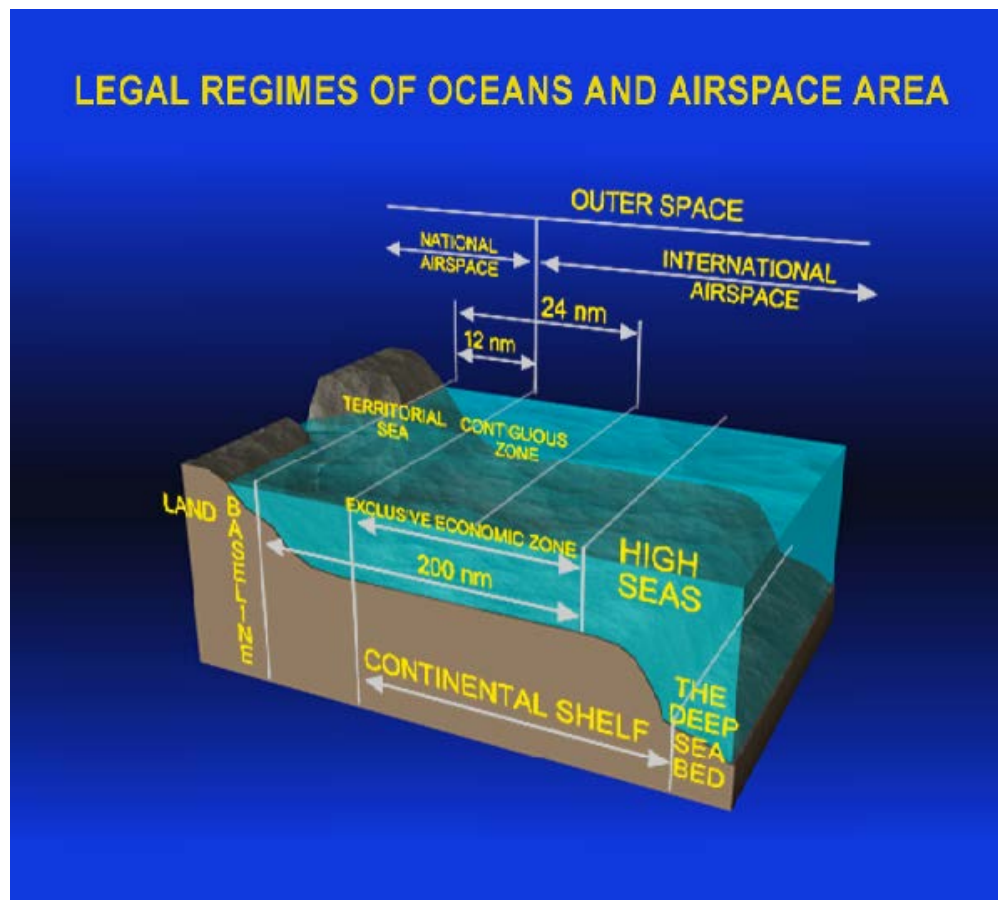 LEGAL REGIMES OF OCEANS AND AIRSPACE AREA
OUTER SPACE
NATIONAL
AIRSPACE
INTERNATIONAL
AIRSPACE
24 nm
12 nm
TERRITORIAL
SEA
CONTIGUOUS
ZONE
LAND
BASELINE
EXCLUSIVE ECONOMIC ZONE
200 nm
HIGH
SEAS
CONTINENTAL SHELF
THE
DEEP
SEA
BED